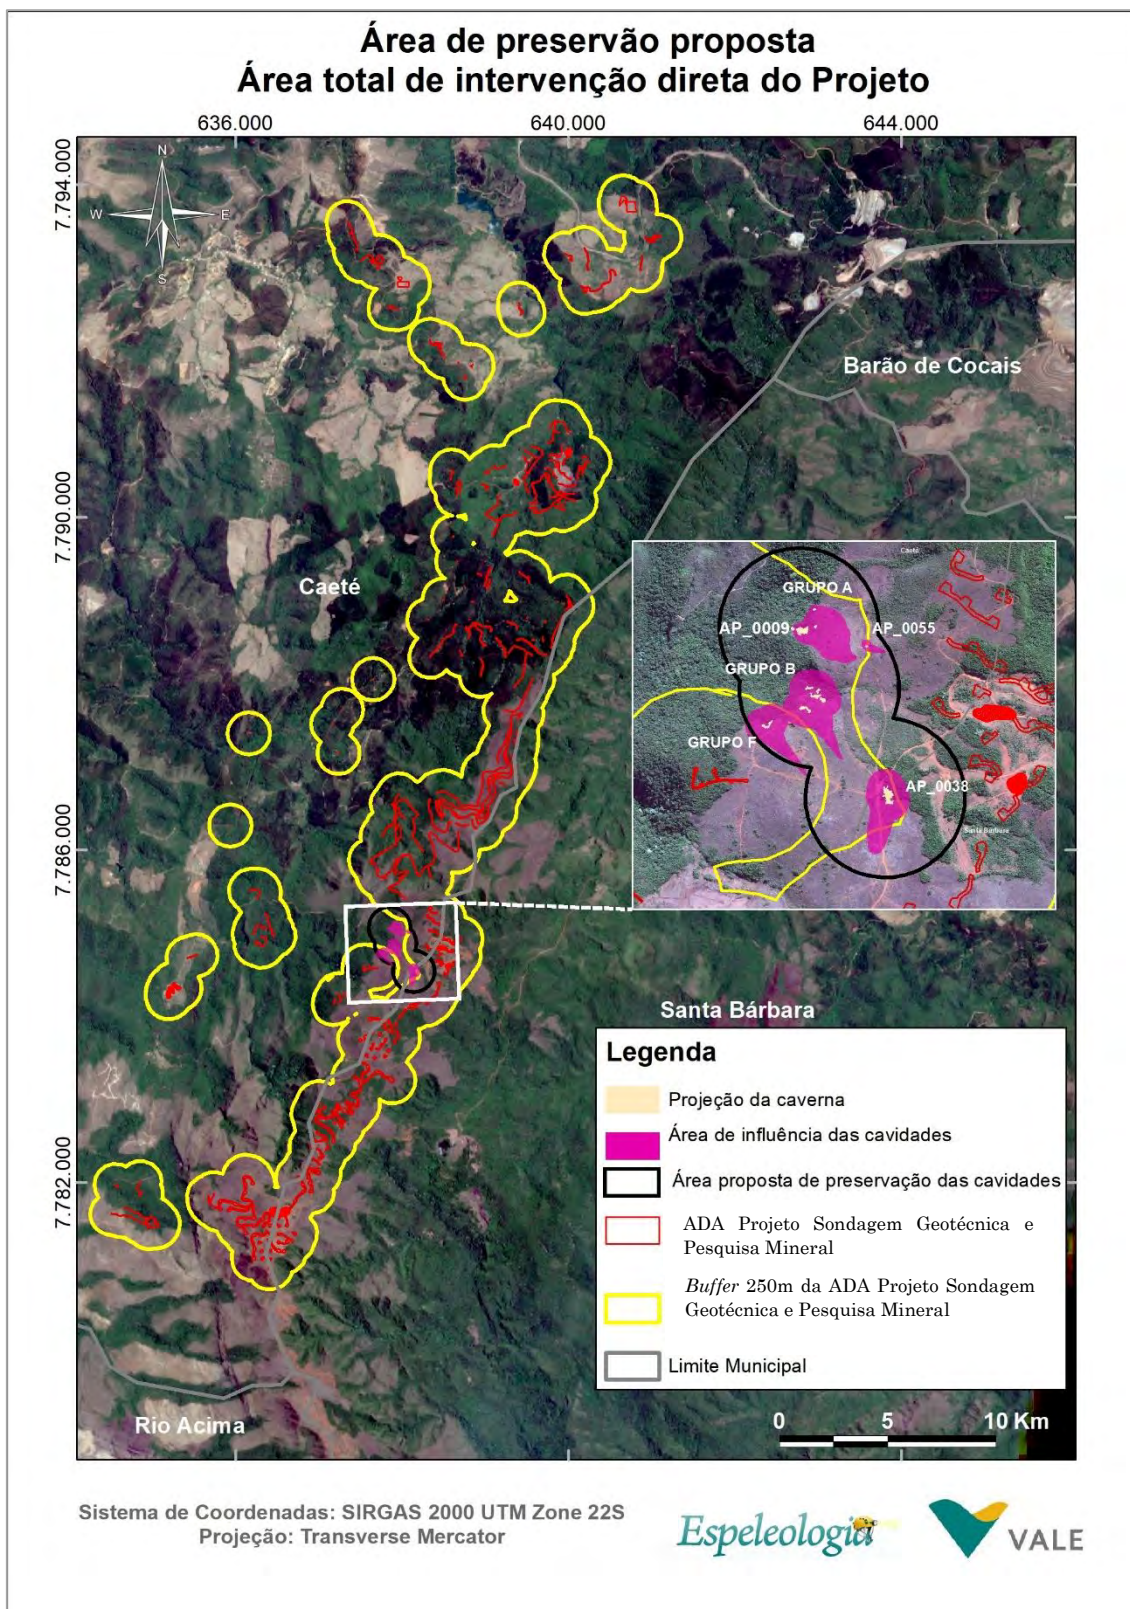 Área de preservão proposta
Área total de intervenção direta do Projeto
636.000 640.000 644.000
7.794.000
N
W E
S
Barão de Cocais
7.790.000
Caeté
Caeté
GRUPO A
AP_0009
AP_0055
GRUPO B
GRUPO F
AP_0038
Santa Bárbara
7.786.000
Santa Bárbara
Legenda
Projeção da caverna
Área de influência das cavidades
Área proposta de preservação das cavidades
ADA Projeto Sondagem Geotécnica e
Pesquisa Mineral
Buffer 250m da ADA Projeto Sondagem
Geotécnica e Pesquisa Mineral
Limite Municipal
7.782.000
Rio Acima
0 5 10 Km
Sistema de Coordenadas: SIRGAS 2000 UTM Zone 22S
Projeção: Transverse Mercator
Espeleologia
VALE